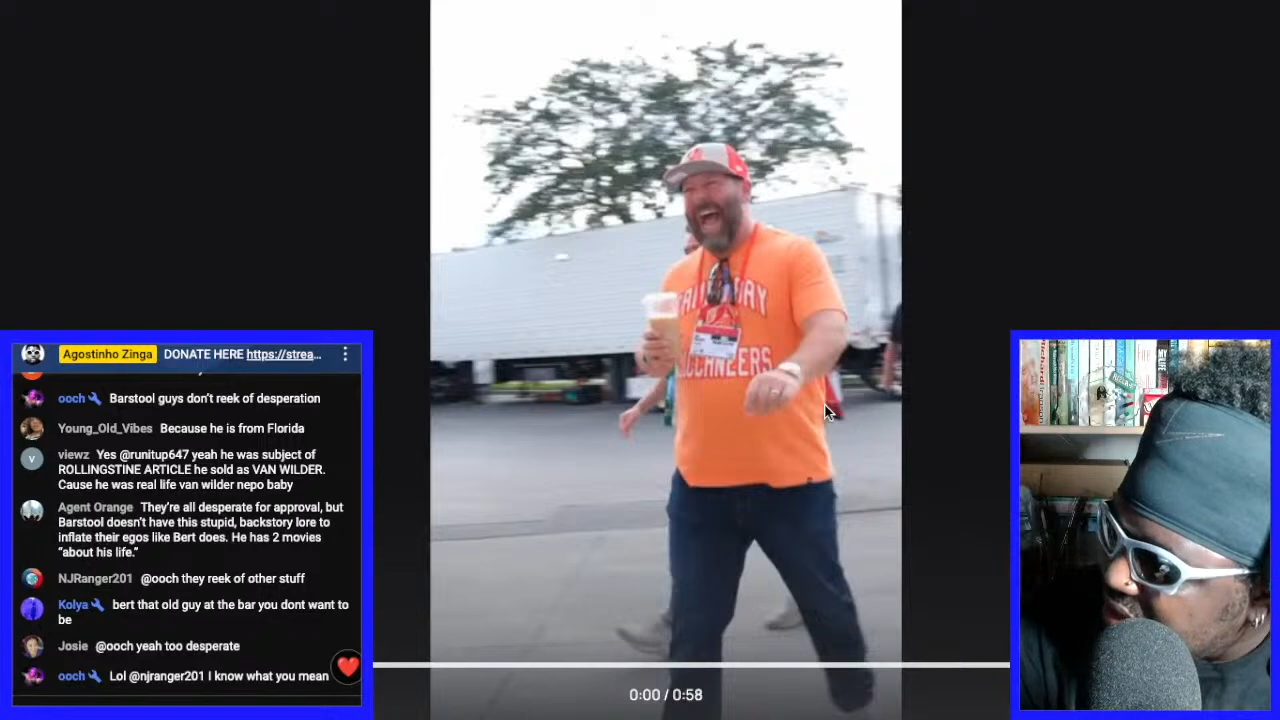 Agostinho Zinga DONATE HERE https://strea...
ooch Barstool guys don't reek of desperation
Young_Old_Vibes Because he is from Florida
viewz Yes @runitup647 yeah he was subject of
ROLLINGSTINE ARTICLE he sold as VAN WILDER.
Cause he was real life van wilder nepo baby
Agent Orange They're all desperate for approval, but
Barstool doesn't have this stupid, backstory lore to
inflate their egos like Bert does. He has 2 movies
"about his life."
NJRanger201 @ooch they reek of other stuff
Kolya bert that old guy at the bar you dont want to
be
Josie @ooch yeah too desperate
ooch Lol @njranger201 I know what you mean
V
0:00 / 0:58